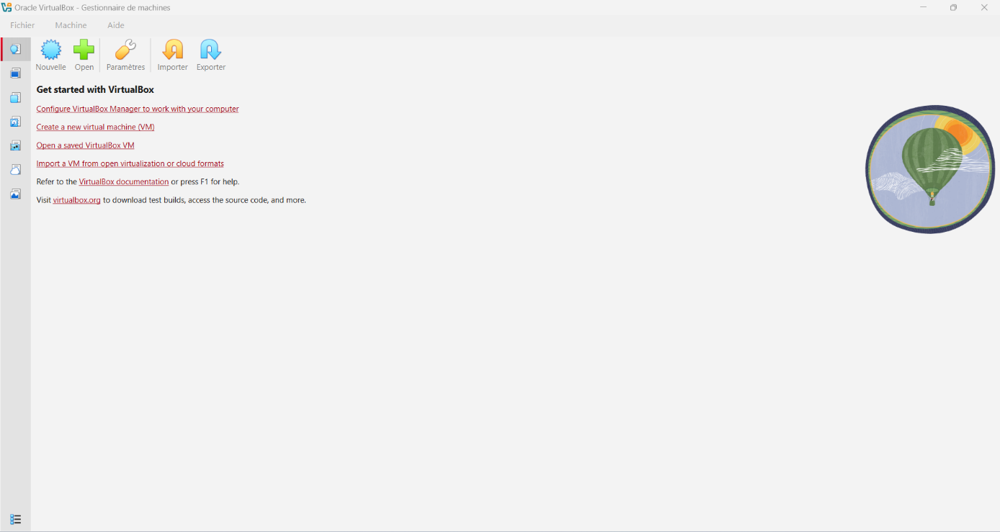 Oracle VirtualBox - Gestionnaire de machines
Fichier Machine Aide
Nouvelle Open Paramètres Importer Exporter
Get started with VirtualBox
Configure VirtualBox Manager to work with your computer
Create a new virtual machine (VM)
Open a saved VirtualBox VM
Import a VM from open virtualization or cloud formats
Refer to the VirtualBox documentation or press F1 for help.
Visit virtualbox.org to download test builds, access the source code, and more.